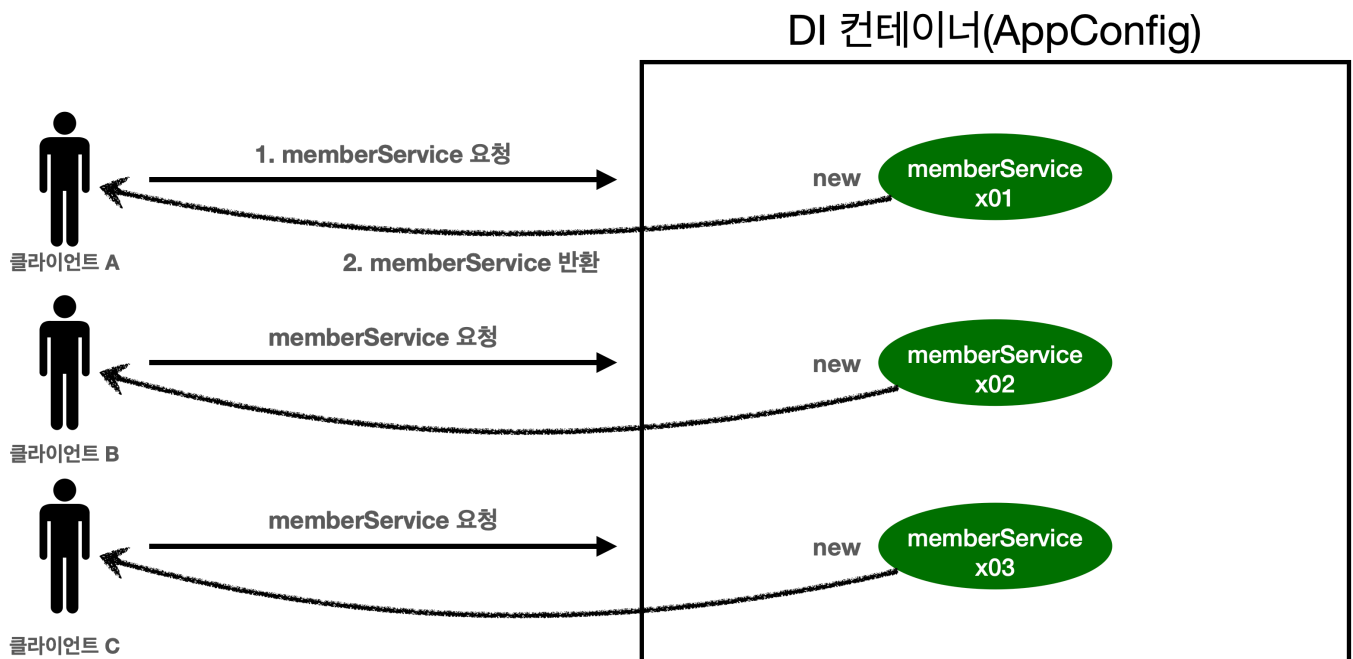 DI 컨테이너(AppConfig)
1. memberService 요청
new
memberService
x01
클라이언트 A
2. memberService 반환
memberService 요청
new
memberService
x02
클라이언트 B
memberService 요청
new
memberService
x03
클라이언트 C